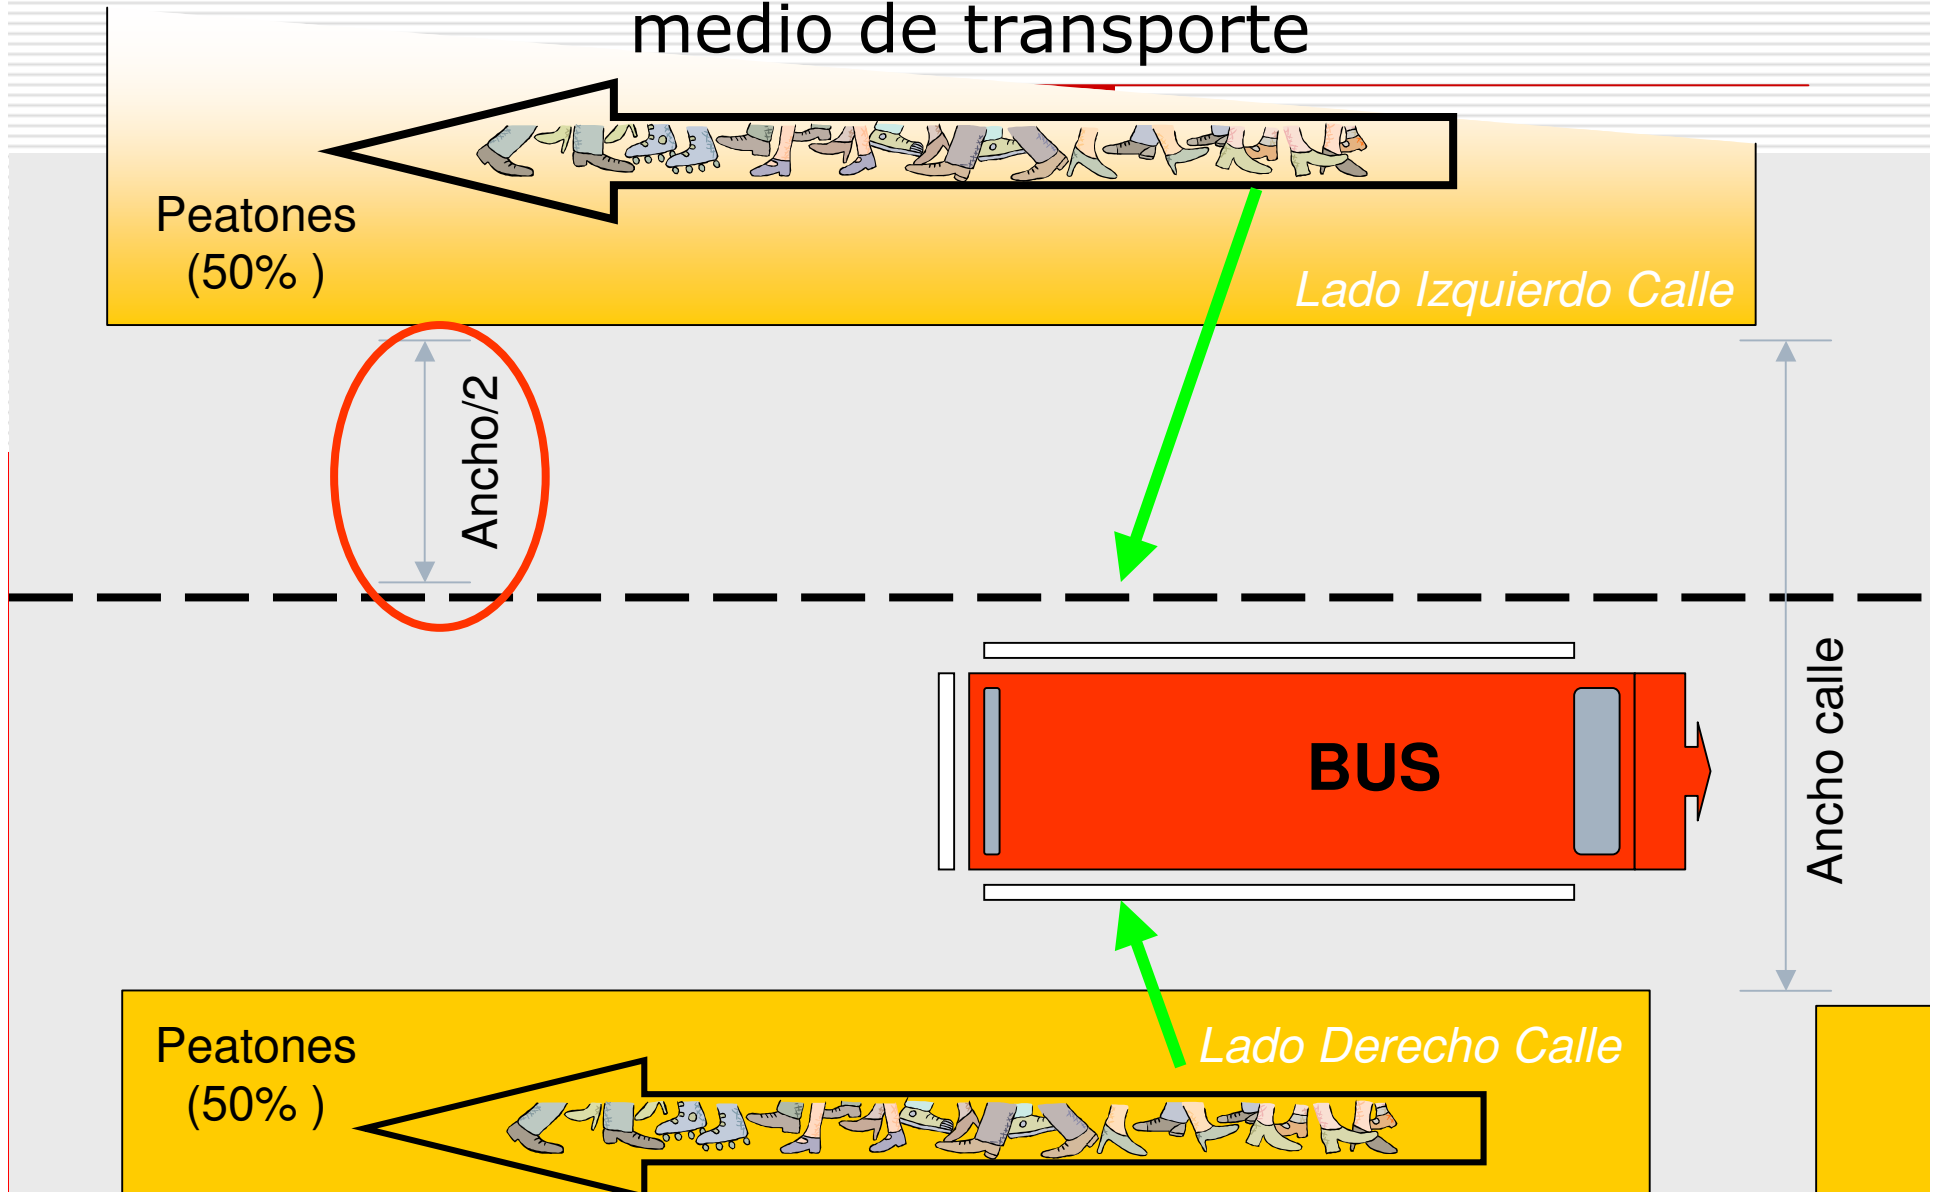 medio de transporte
Peatones
(50% )
Lado Izquierdo Calle
Ancho/2
BUS
Ancho calle
Peatones
(50% )
Lado Derecho Calle